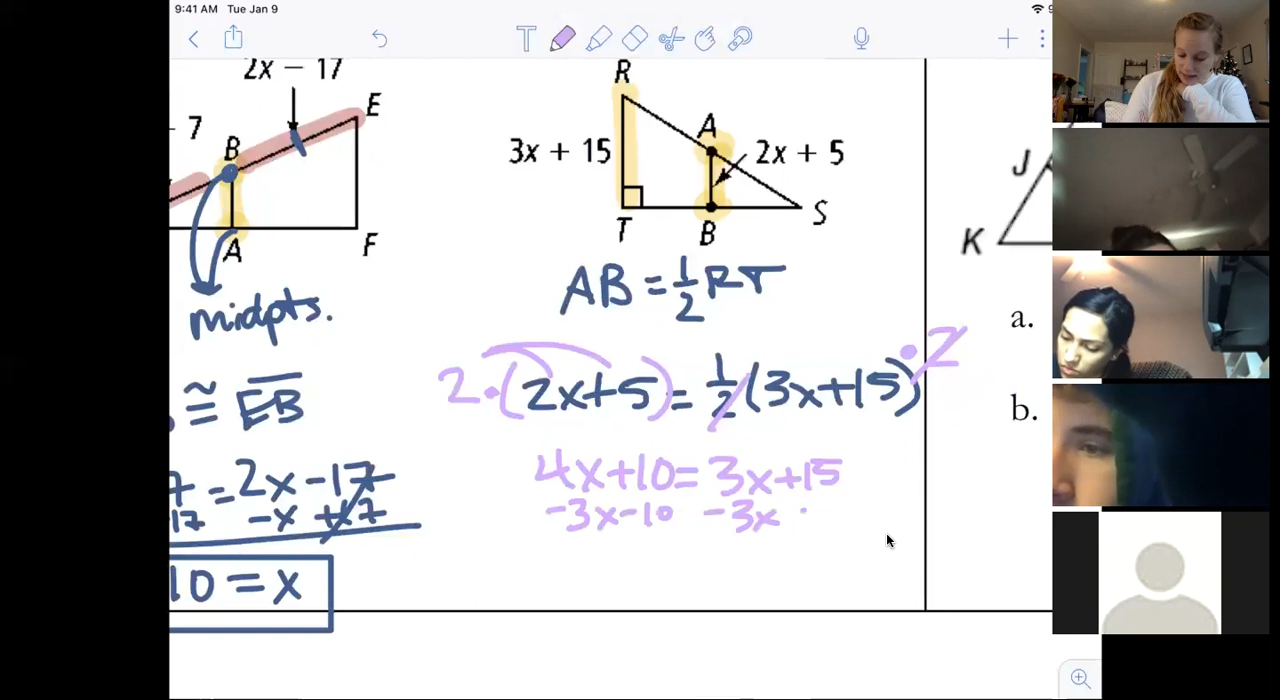 9:41 AM Tue Jan 9
2x − 17
R
E
− 7
B
A
3x + 15
2x + 5
J
T
B
S
A
F
K
AB = 1/2 RT
midpts.
a.
2·(2x+5) = 1/2(3x+15)·2
≅ EB
b.
7 = 2x −17
17 −x +17
4x+10 = 3x+15
−3x−10 −3x
10 = x